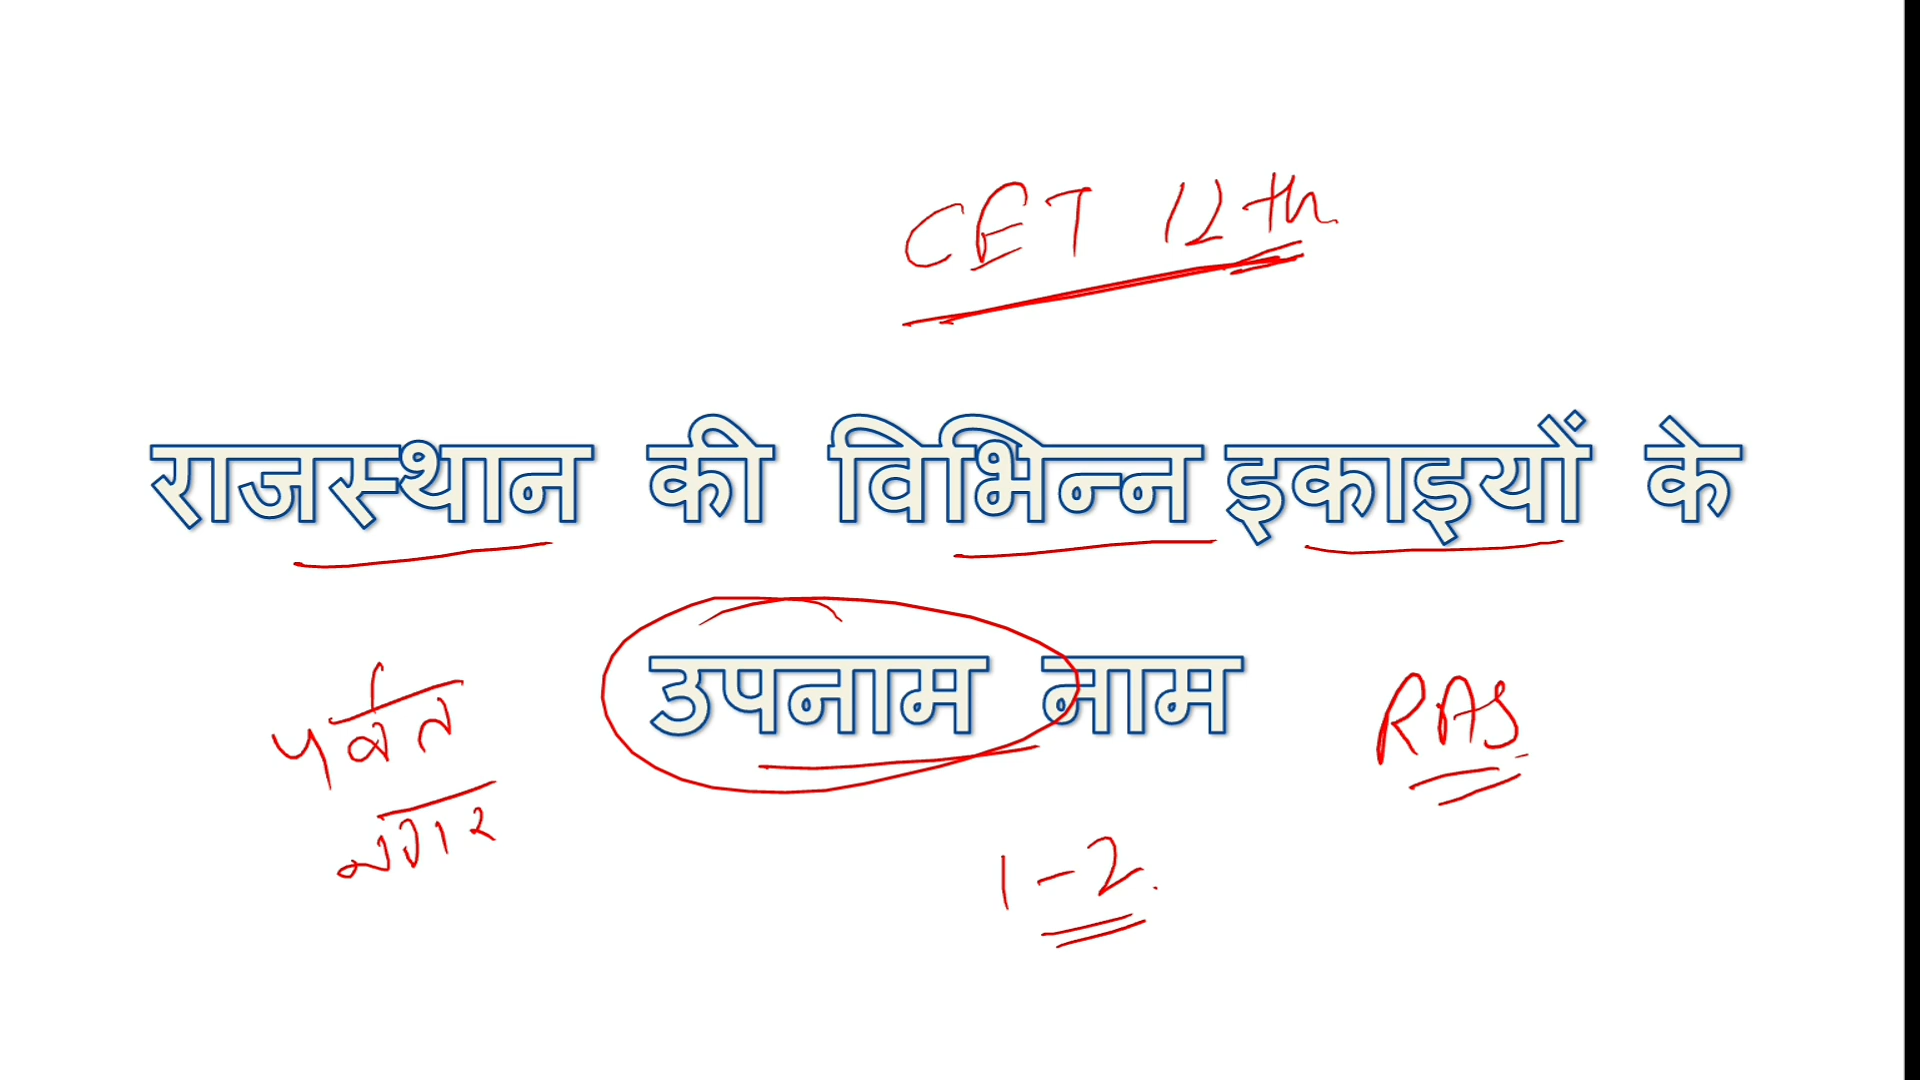 CET 12th
राजस्थान की विभिन्न इकाइयों के
उपनाम नाम
पर्वत
नगर
RAS
1-2